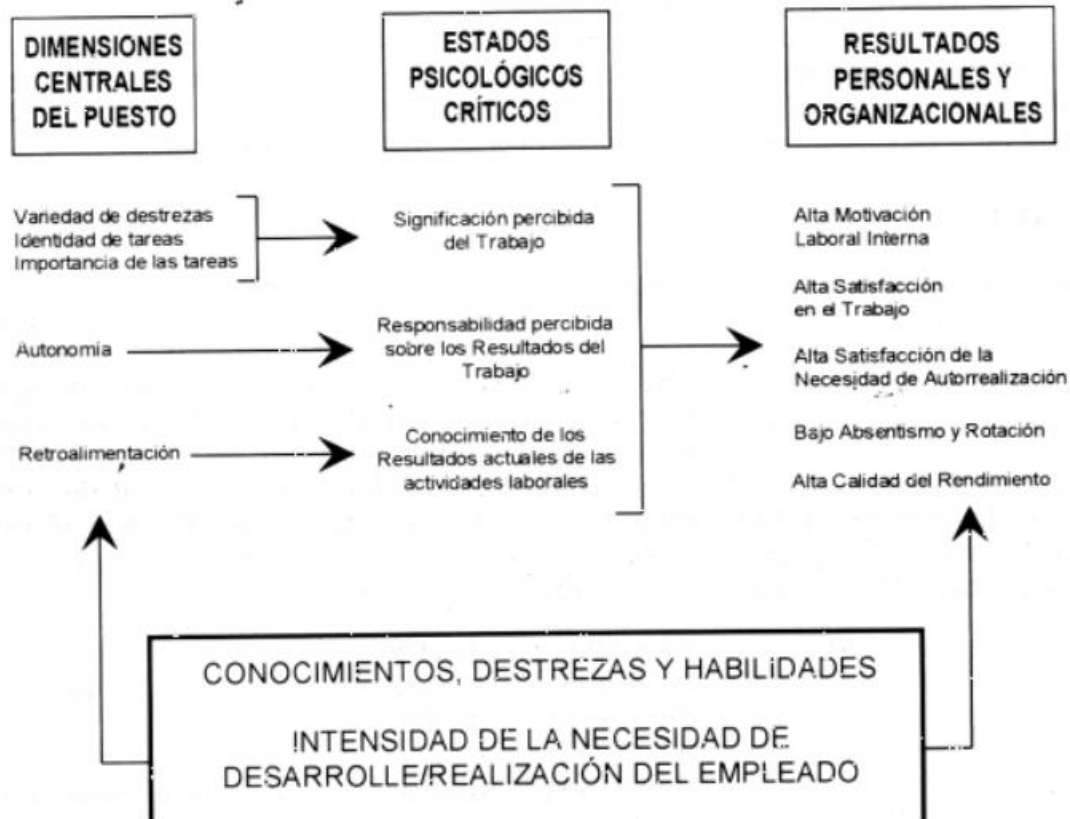 DIMENSIONES
CENTRALES
DEL PUESTO
ESTADOS
PSICOLÓGICOS
CRÍTICOS
RESULTADOS
PERSONALES Y
ORGANIZACIONALES
Variedad de destrezas
Identidad de tareas
Importancia de las tareas
Significación percibida
del Trabajo
Alta Motivación
Laboral Interna
Alta Satisfacción
en el Trabajo
Autonomía
Responsabilidad percibida
sobre los Resultados del
Trabajo
Alta Satisfacción de la
Necesidad de Autorrealización
Retroalimentación
Conocimiento de los
Resultados actuales de las
actividades laborales
Bajo Absentismo y Rotación
Alta Calidad del Rendimiento
CONOCIMIENTOS, DESTREZAS Y HABILIDADES
INTENSIDAD DE LA NECESIDAD DE
DESARROLLE/REALIZACIÓN DEL EMPLEADO